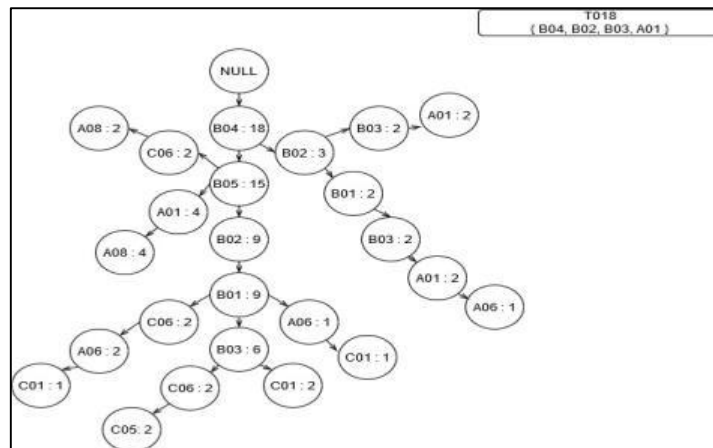 T018
( B04, B02, B03, A01 )
NULL
A08 : 2
B04 : 18
B03 : 2
A01 : 2
C06 : 2
B02 : 3
B05 : 15
B01 : 2
A01 : 4
A08 : 4
B02 : 9
B03 : 2
A01 : 2
B01 : 9
A06 : 1
C06 : 2
A06 : 1
A06 : 2
B03 : 6
C01 : 1
C01 : 1
C06 : 2
C01 : 2
C05: 2